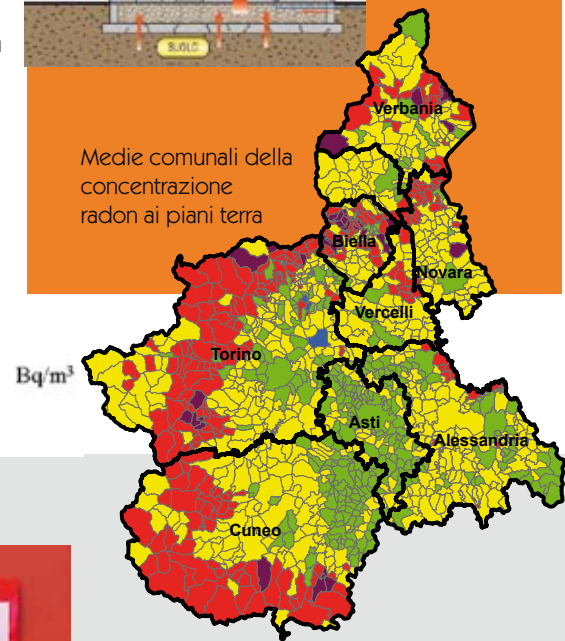 SUOLO
Medie comunali della
concentrazione
radon ai piani terra
Bq/m³
Verbania
Biella
Novara
Vercelli
Torino
Asti
Alessandria
Cuneo